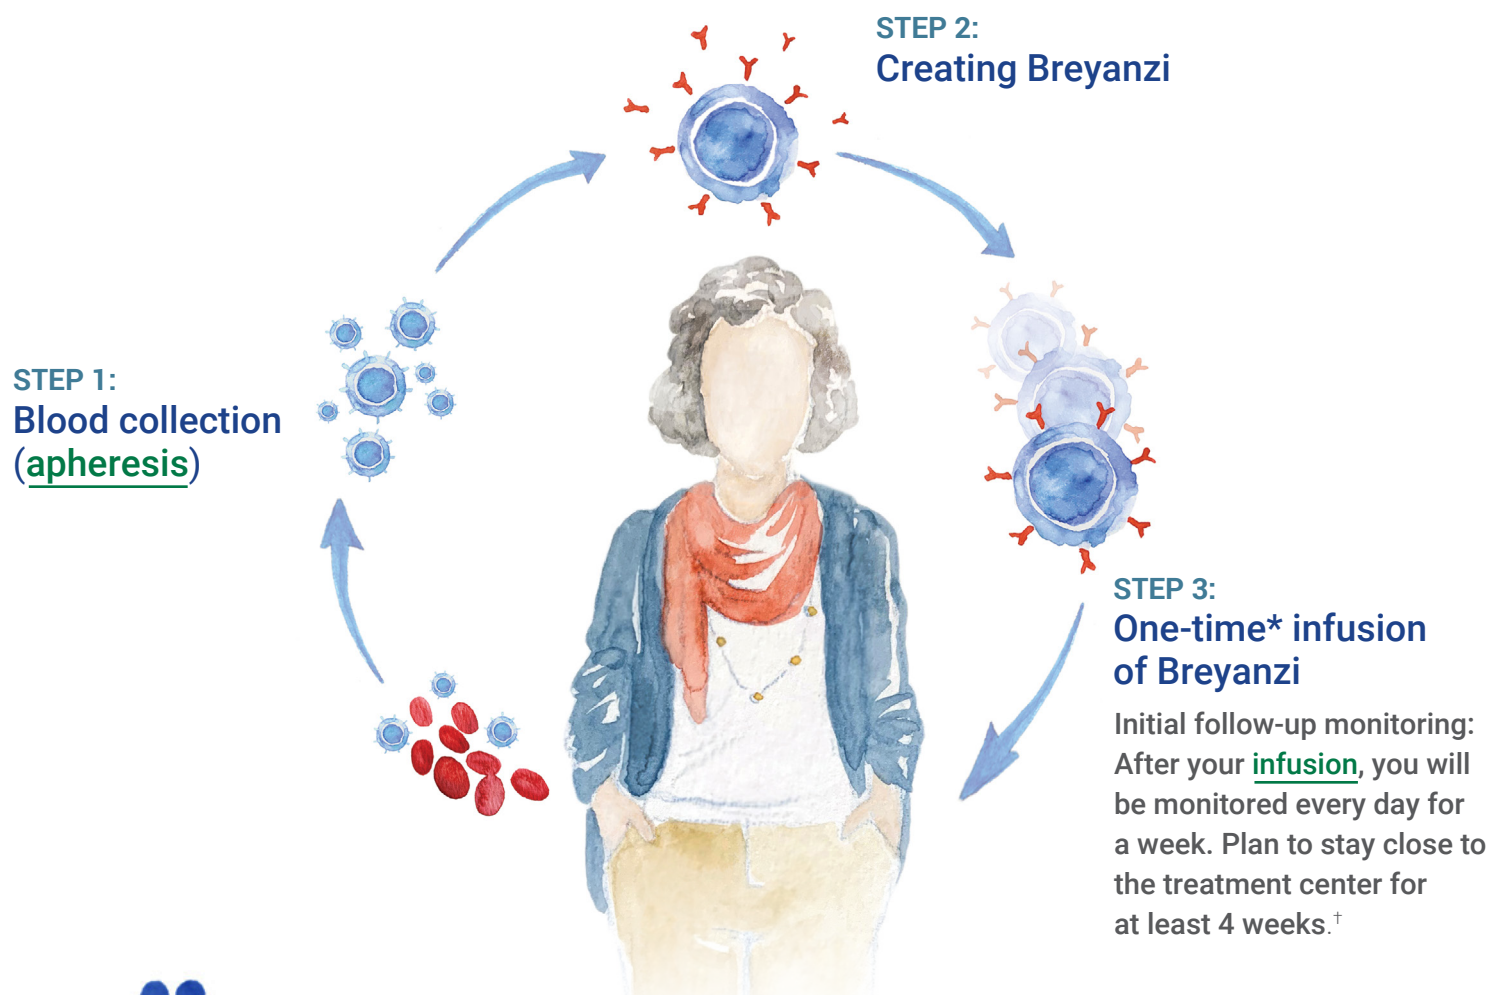 STEP 1:
Blood collection
(apheresis)
STEP 2:
Creating Breyanzi
STEP 3:
One-time* infusion
of Breyanzi
Initial follow-up monitoring:
After your infusion, you will
be monitored every day for
a week. Plan to stay close to
the treatment center for
at least 4 weeks.†